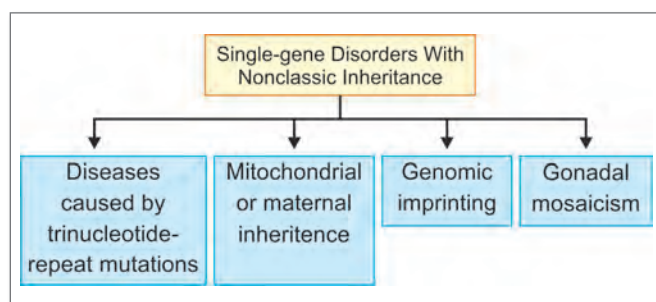 Single-gene Disorders With
Nonclassic Inheritance
Diseases
caused by
trinucleotide-
repeat mutations
Mitochondrial
or maternal
inheritence
Genomic
imprinting
Gonadal
mosaicism